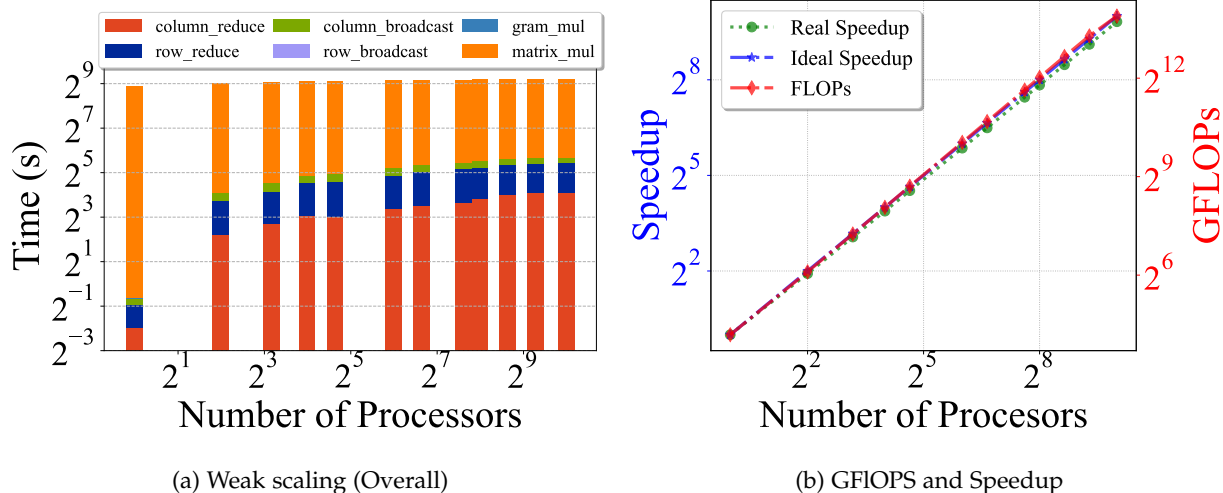 column_reduce column_broadcast gram_mul
row_reduce row_broadcast matrix_mul
Time (s)
2^9
2^7
2^5
2^3
2^1
2^-1
2^-3
2^1 2^3 2^5 2^7 2^9
Number of Processors
(a) Weak scaling (Overall)
Real Speedup
Ideal Speedup
FLOPs
Speedup
2^8
2^5
2^2
GFLOPs
2^12
2^9
2^6
2^2 2^5 2^8
Number of Procesors
(b) GFlOPS and Speedup